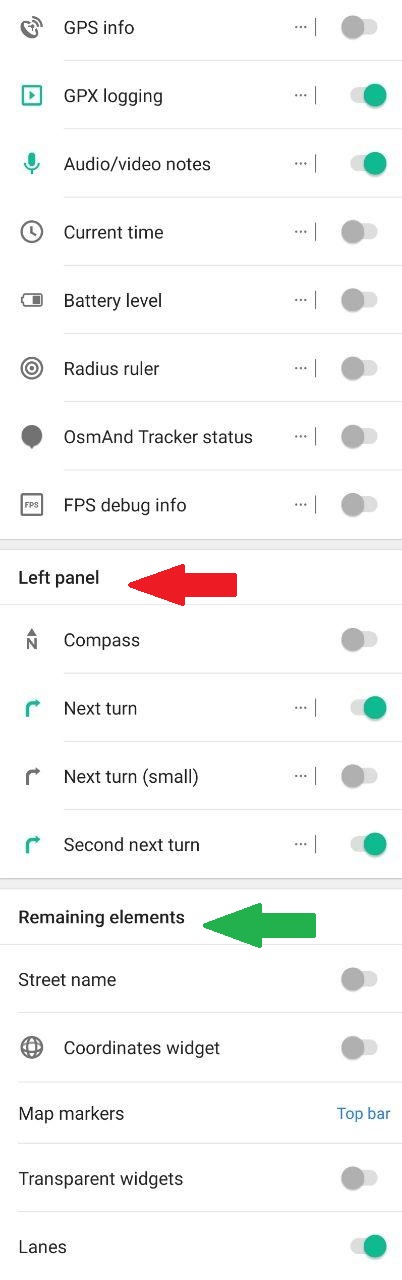 GPS info
GPX logging
Audio/video notes
Current time
Battery level
Radius ruler
OsmAnd Tracker status
FPS FPS debug info
Left panel
N Compass
Next turn
Next turn (small)
Second next turn
Remaining elements
Street name
Coordinates widget
Map markers Top bar
Transparent widgets
Lanes